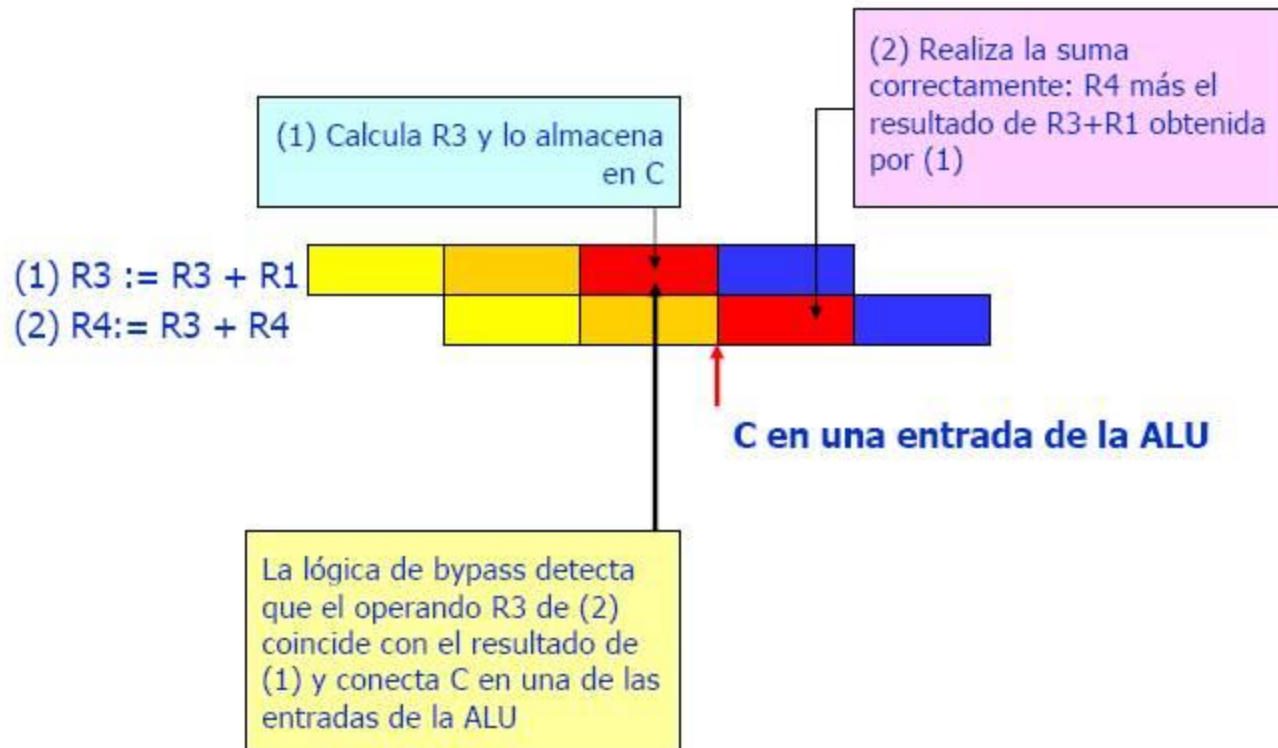 (2) Realiza la suma
correctamente: R4 más el
resultado de R3+R1 obtenida
por (1)
(1) Calcula R3 y lo almacena
en C
(1) R3 := R3 + R1
(2) R4:= R3 + R4
C en una entrada de la ALU
La lógica de bypass detecta
que el operando R3 de (2)
coincide con el resultado de
(1) y conecta C en una de las
entradas de la ALU